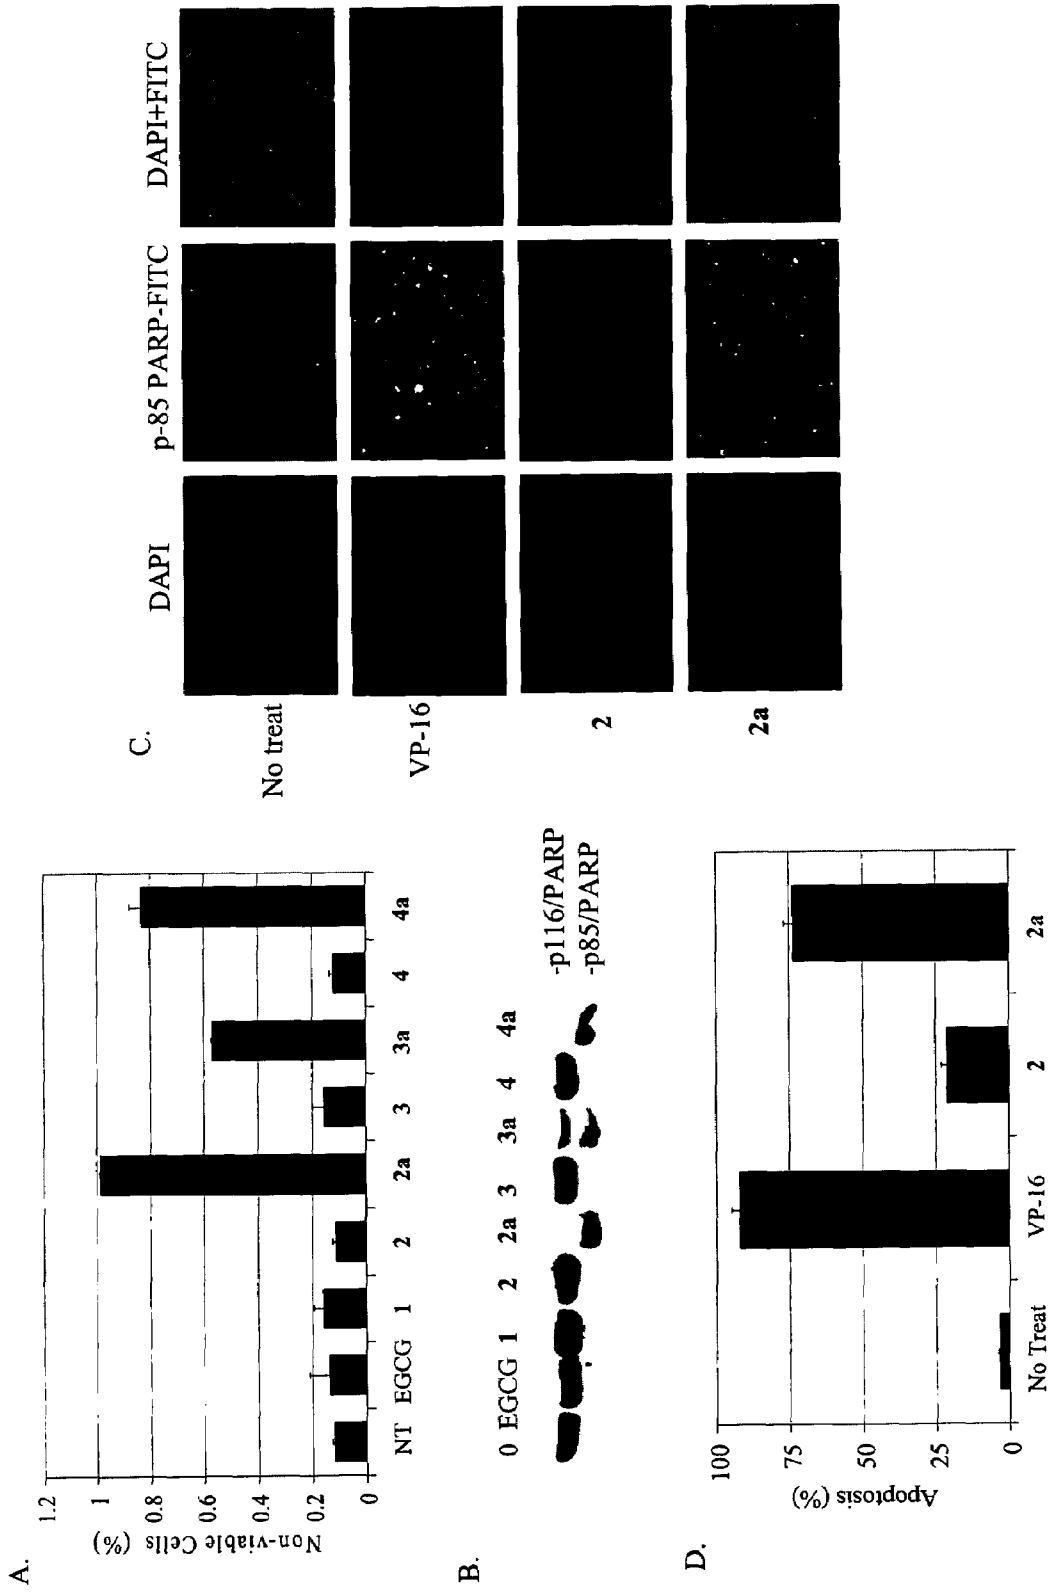 A.
Non-viable Cells (%)
1.2
1
0.8
0.6
0.4
0.2
0
NT EGCG 1 2 2a 3 3a 4 4a
B.
0 EGCG 1 2 2a 3 3a 4 4a
-p116/PARP
-p85/PARP
C.
DAPI p-85 PARP-FITC DAPI+FITC
No treat
VP-16
2
2a
D.
Apoptosis (%)
100
75
50
25
0
No Treat VP-16 2 2a